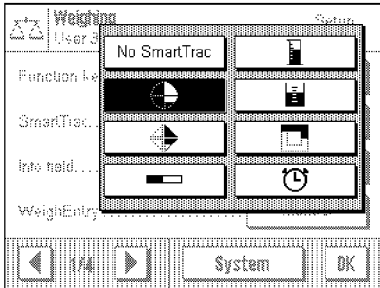 Weighing
Setup
User 3
No SmartTrac
Function ke
SmartTrac..
Info field....
WeighEntry
1/4
System
OK